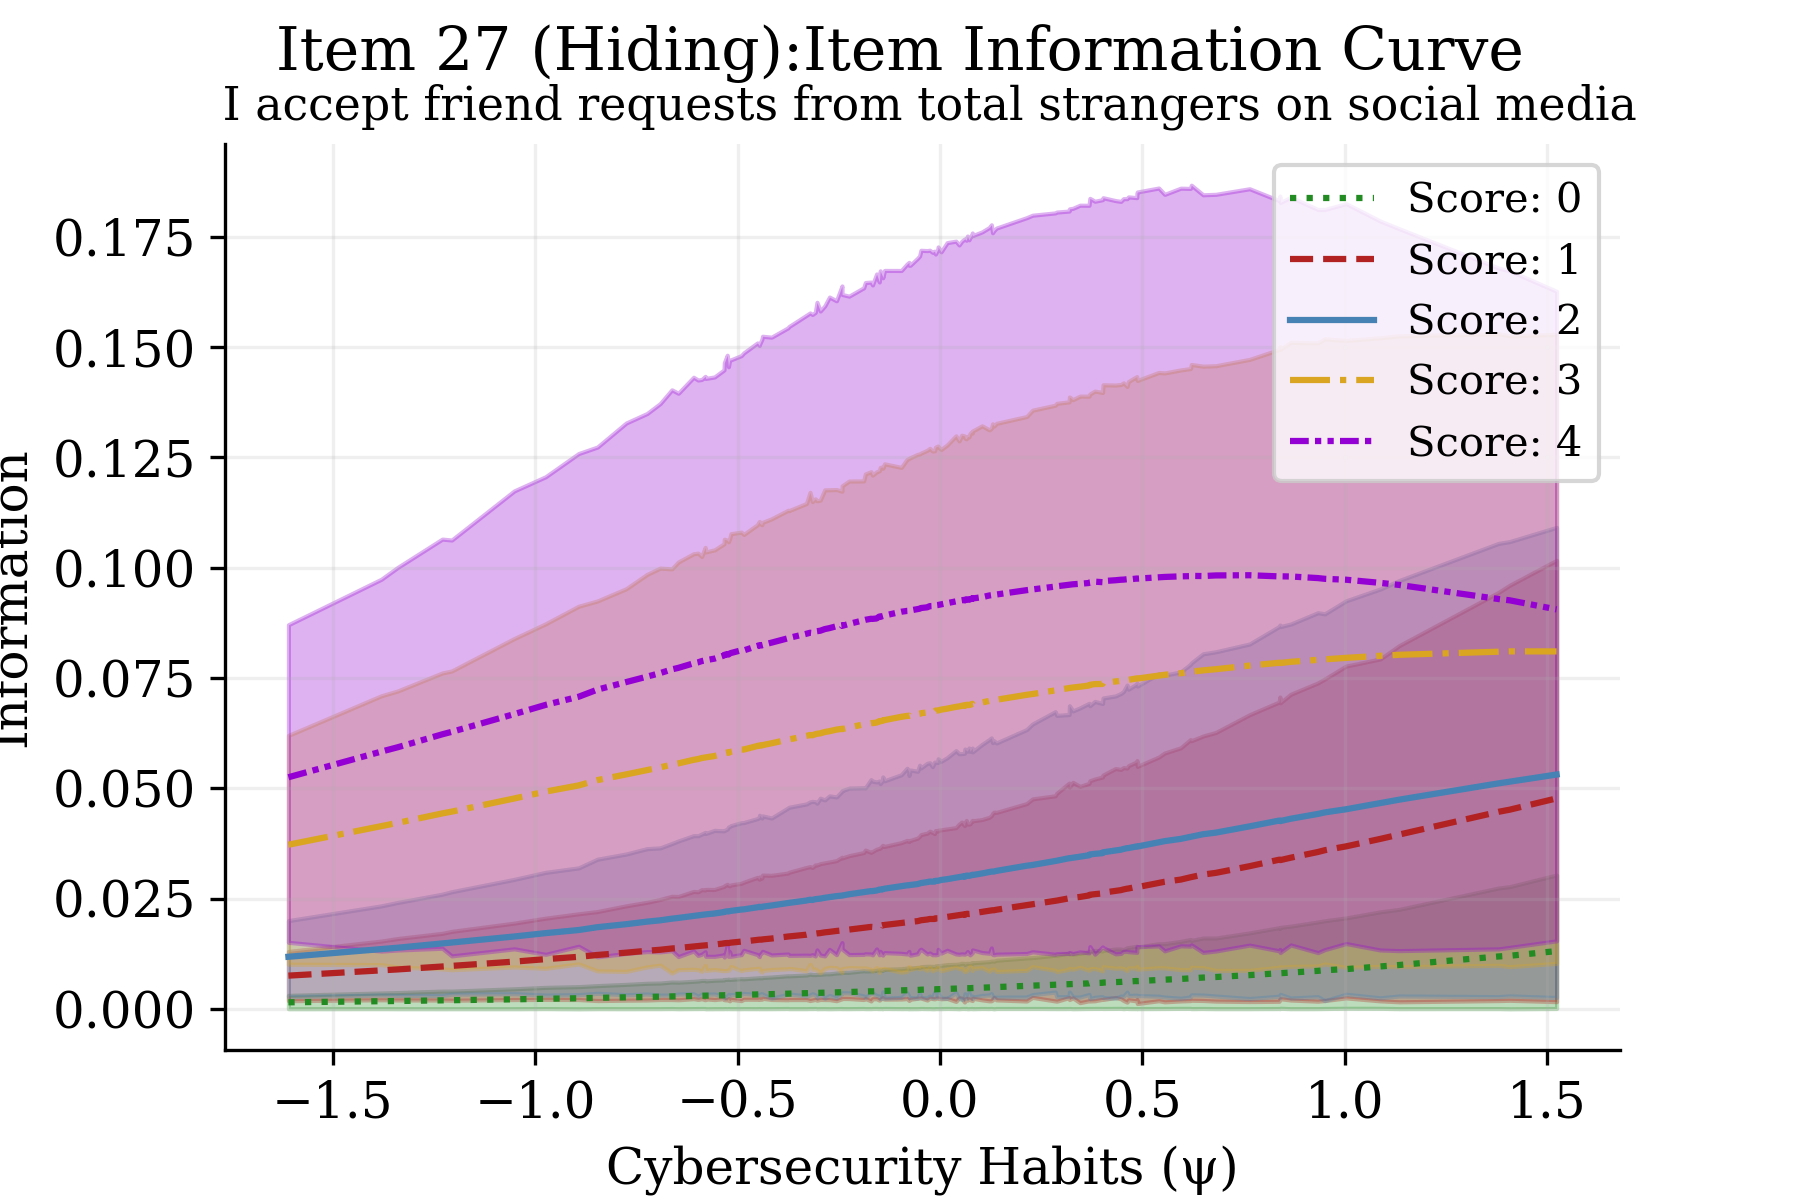 Item 27 (Hiding):Item Information Curve
I accept friend requests from total strangers on social media
Score: 0
Score: 1
Score: 2
Score: 3
Score: 4
0.175
0.150
0.125
0.100
0.075
0.050
0.025
0.000
Information
−1.5
−1.0
−0.5
0.0
0.5
1.0
1.5
Cybersecurity Habits (ψ)